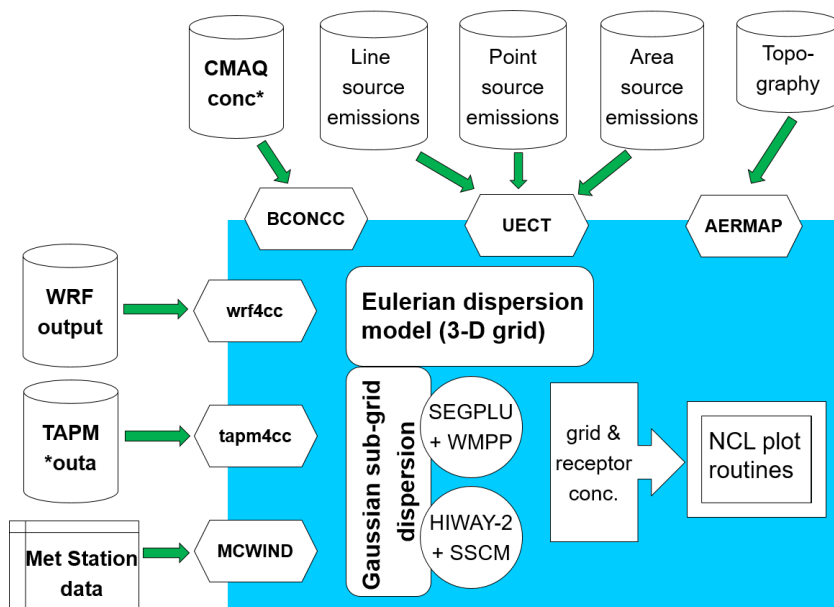 CMAQ
conc*
Line
source
emissions
Point
source
emissions
Area
source
emissions
Topo-
graphy
BCONCC
UECT
AERMAP
WRF
output
wrf4cc
Eulerian dispersion
model (3-D grid)
TAPM
*outa
tapm4cc
Gaussian sub-grid
dispersion
SEGPLU
+ WMPP
grid &
receptor
conc.
NCL plot
routines
HIWAY-2
+ SSCM
Met Station
data
MCWIND